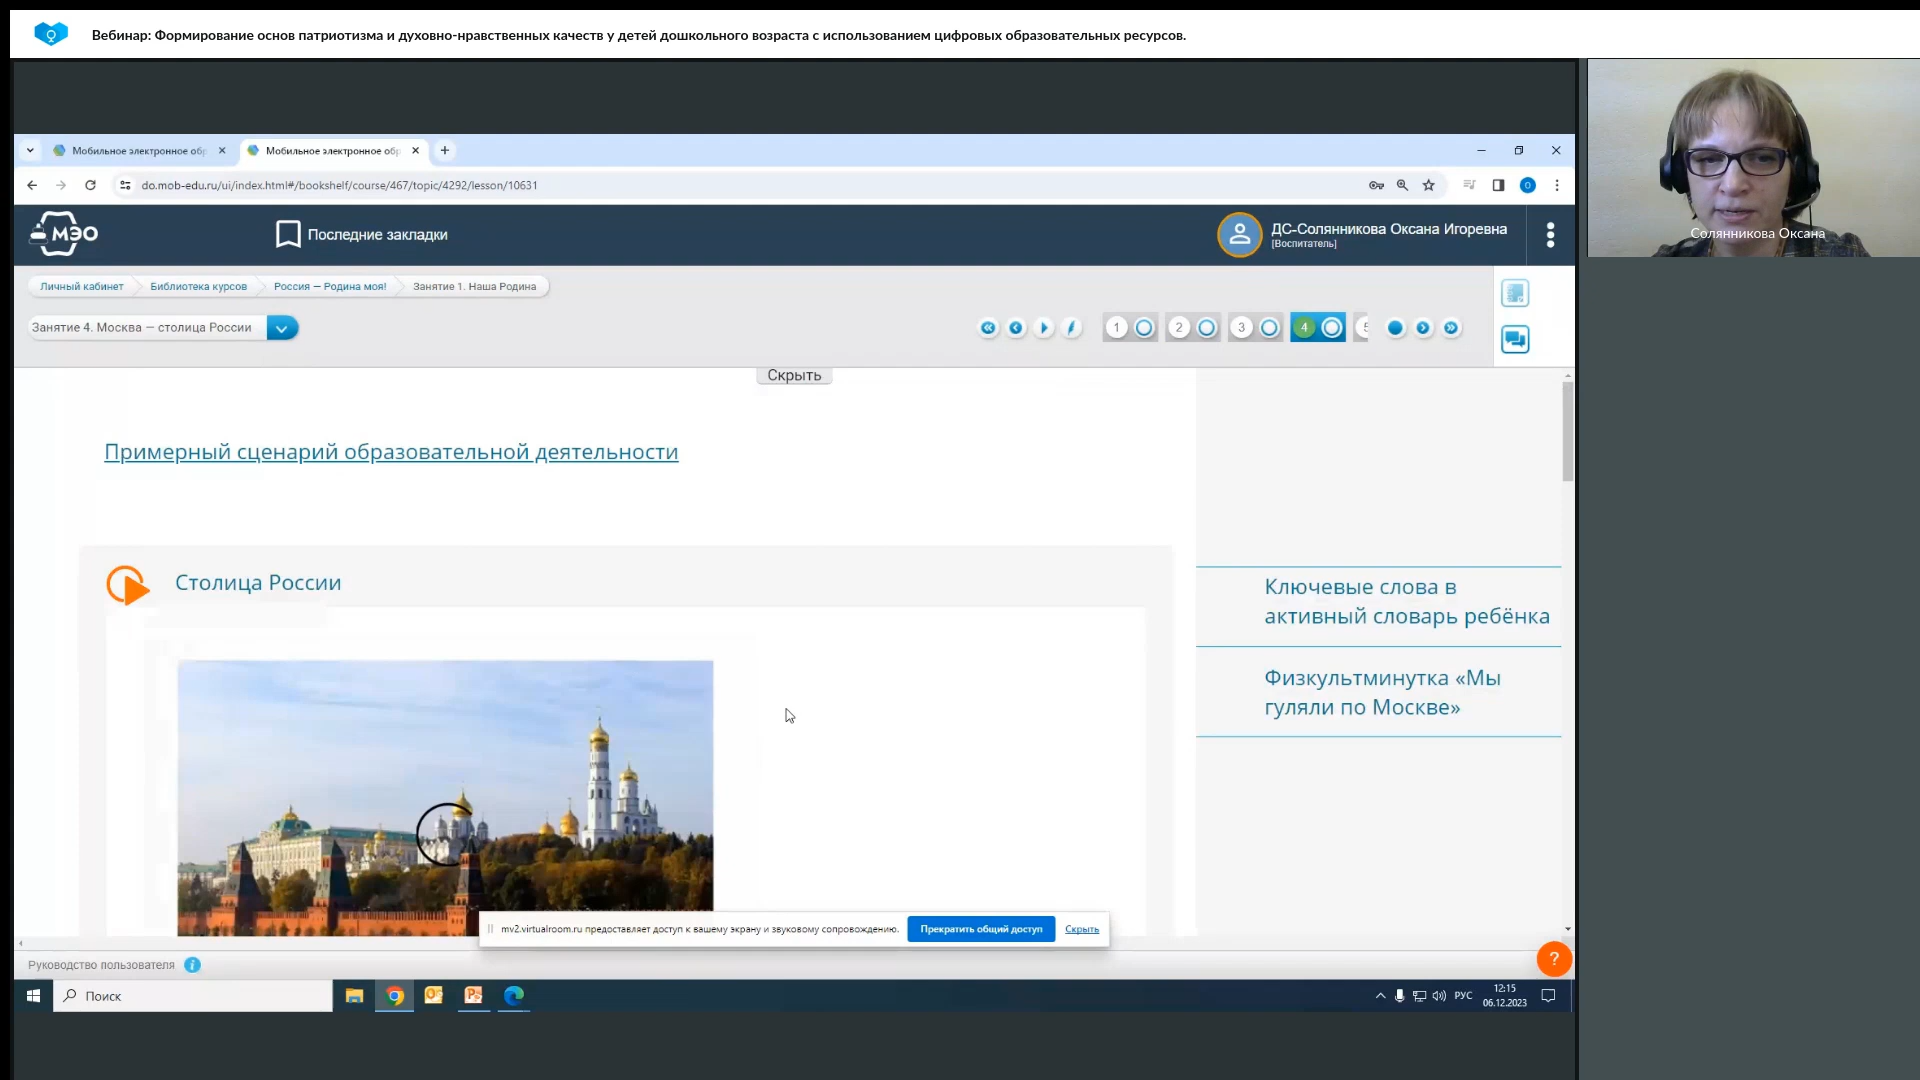 Вебинар: Формирование основ патриотизма и духовно-нравственных качеств у детей дошкольного возраста с использованием цифровых образовательных ресурсов.
Солянникова Оксана
Мобильное электронное обр
Мобильное электронное обр
do.mob-edu.ru/ui/index.html#/bookshelf/course/467/topic/4292/lesson/10631
O
МЭО
Последние закладки
ДС-Солянникова Оксана Игоревна
[Воспитатель]
Личный кабинет
Библиотека курсов
Россия — Родина моя!
Занятие 1. Наша Родина
Занятие 4. Москва — столица России
1
2
3
4
5
Скрыть
Примерный сценарий образовательной деятельности
Столица России
Ключевые слова в
активный словарь ребёнка
Физкультминутка «Мы
гуляли по Москве»
mv2.virtualroom.ru предоставляет доступ к вашему экрану и звуковому сопровождению.
Прекратить общий доступ
Скрыть
Руководство пользователя
i
?
Поиск
РУС
12:15
06.12.2023